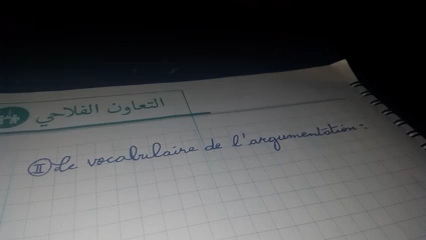 التعاون الفلاحي
II Le vocabulaire de l'argumentation :